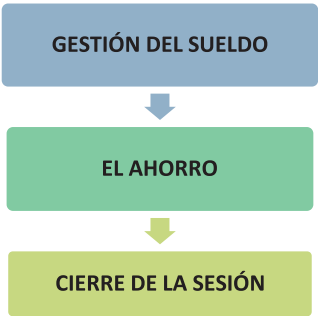 GESTIÓN DEL SUELDO
EL AHORRO
CIERRE DE LA SESIÓN